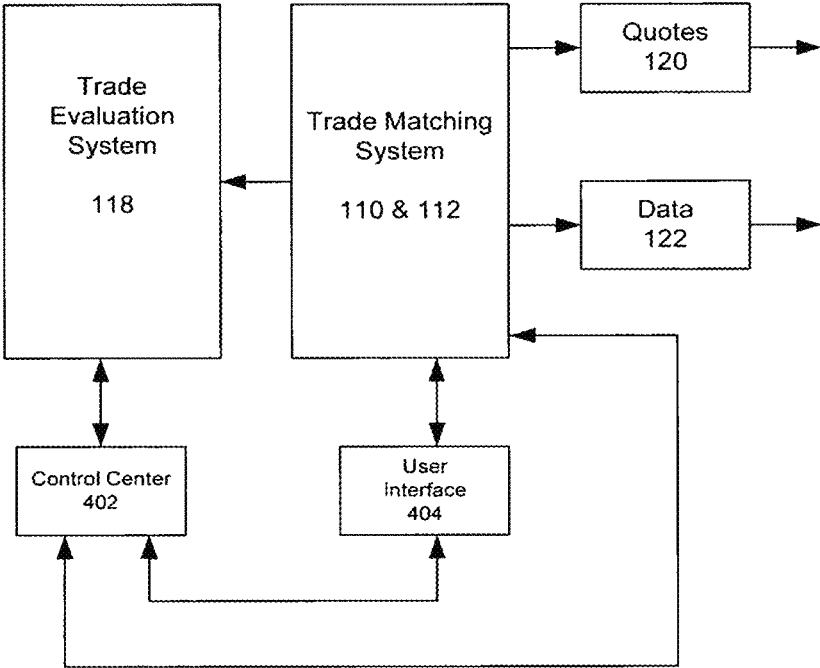 Trade
Evaluation
System
118
Trade Matching
System
110 & 112
Quotes
120
Data
122
Control Center
402
User
Interface
404